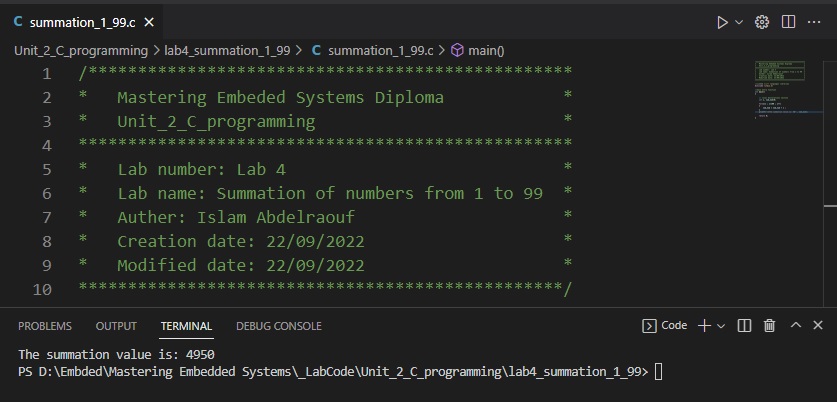 C summation_1_99.c ×
Unit_2_C_programming > lab4_summation_1_99 > C summation_1_99.c > main()
1 /*************************************************
2 * Mastering Embeded Systems Diploma *
3 * Unit_2_C_programming *
4 **************************************************
5 * Lab number: Lab 4 *
6 * Lab name: Summation of numbers from 1 to 99 *
7 * Auther: Islam Abdelraouf *
8 * Creation date: 22/09/2022 *
9 * Modified date: 22/09/2022 *
10 *************************************************/
PROBLEMS OUTPUT TERMINAL DEBUG CONSOLE Code
The summation value is: 4950
PS D:\Embded\Mastering Embedded Systems\_LabCode\Unit_2_C_programming\lab4_summation_1_99>